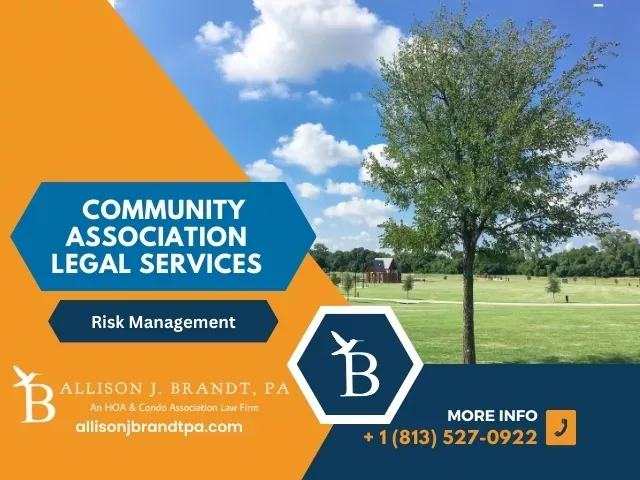 COMMUNITY
ASSOCIATION
LEGAL SERVICES
Risk Management
B ALLISON J. BRANDT, PA
An HOA & Condo Association Law Firm
allisonjbrandtpa.com
B
MORE INFO
+ 1 (813) 527-0922